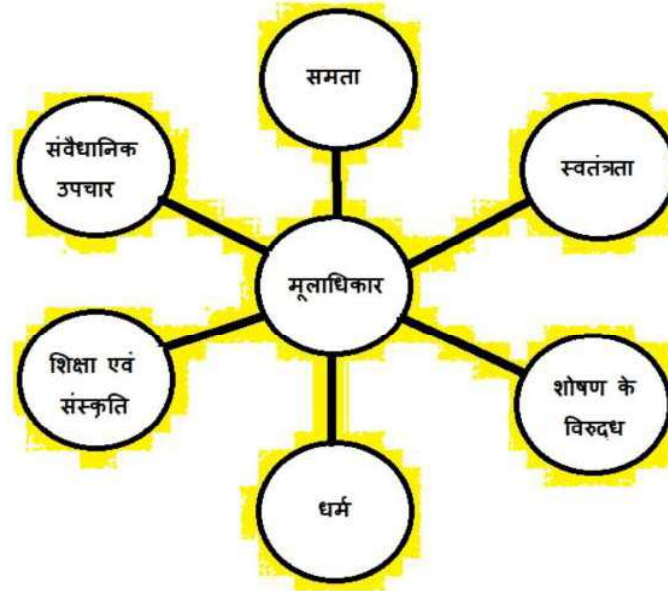 समता
संवैधानिक
उपचार
स्वतंत्रता
मूलाधिकार
शिक्षा एवं
संस्कृति
शोषण के
विरुद्ध
धर्म